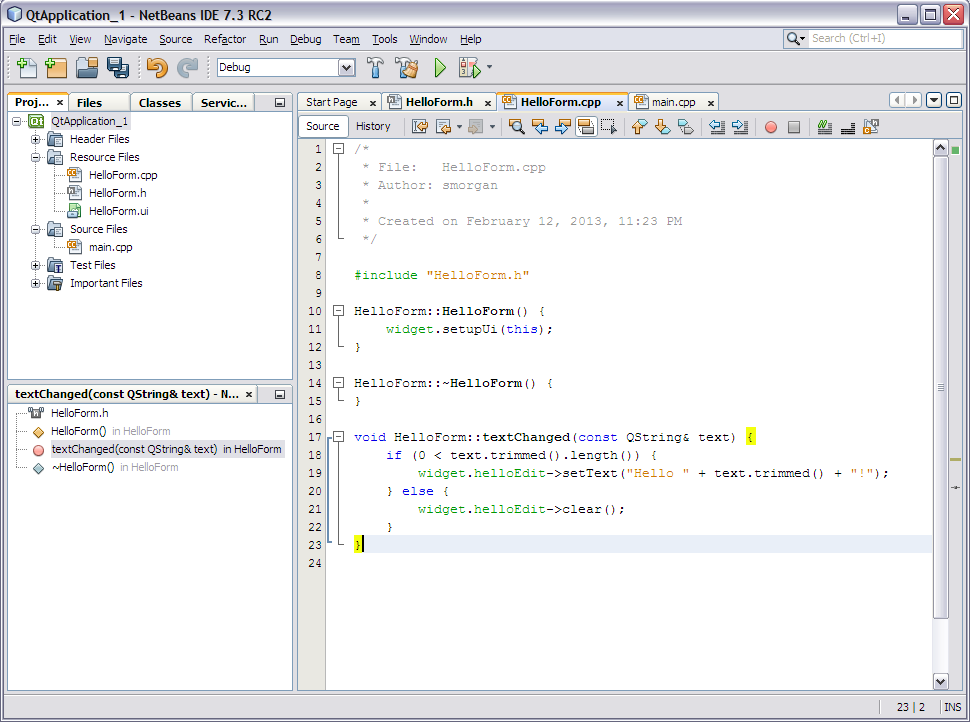 QtApplication_1 - NetBeans IDE 7.3 RC2
File Edit View Navigate Source Refactor Run Debug Team Tools Window Help
Search (Ctrl+I)
Debug
Proj... × Files Classes Servic...
QtApplication_1
Header Files
Resource Files
HelloForm.cpp
HelloForm.h
HelloForm.ui
Source Files
main.cpp
Test Files
Important Files
textChanged(const QString& text) - N... ×
HelloForm.h
HelloForm() in HelloForm
textChanged(const QString& text) in HelloForm
~HelloForm() in HelloForm
Start Page × HelloForm.h × HelloForm.cpp × main.cpp ×
Source History
1 /*
2 * File:   HelloForm.cpp
3 * Author: smorgan
4 *
5 * Created on February 12, 2013, 11:23 PM
6 */
7
8 #include "HelloForm.h"
9
10 HelloForm::HelloForm() {
11     widget.setupUi(this);
12 }
13
14 HelloForm::~HelloForm() {
15 }
16
17 void HelloForm::textChanged(const QString& text) {
18     if (0 < text.trimmed().length()) {
19         widget.helloEdit->setText("Hello " + text.trimmed() + "!");
20     } else {
21         widget.helloEdit->clear();
22     }
23 }
24
23 | 2 INS